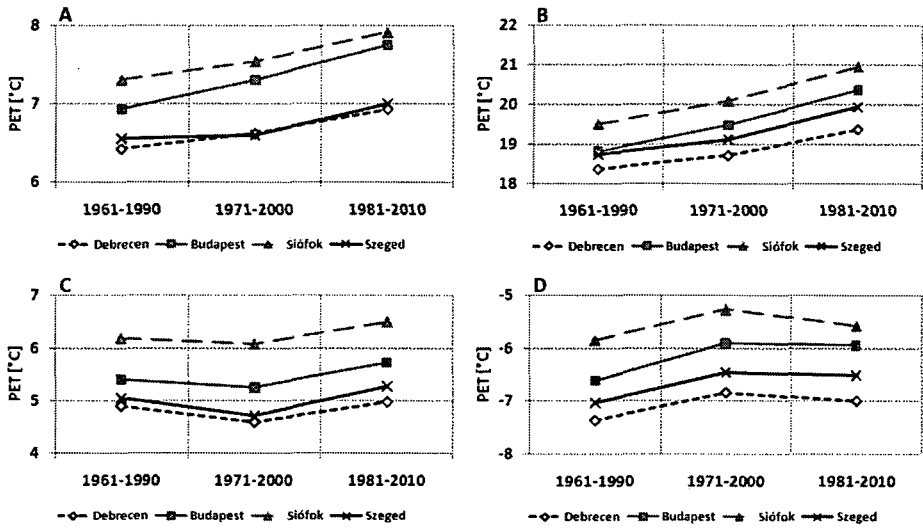 A
PET [°C]
8
7
6
1961-1990 1971-2000 1981-2010
Debrecen Budapest Siófok Szeged
B
PET [°C]
22
21
20
19
18
1961-1990 1971-2000 1981-2010
Debrecen Budapest Siófok Szeged
C
PET [°C]
7
6
5
4
1961-1990 1971-2000 1981-2010
Debrecen Budapest Siófok Szeged
D
PET [°C]
-5
-6
-7
-8
1961-1990 1971-2000 1981-2010
Debrecen Budapest Siófok Szeged